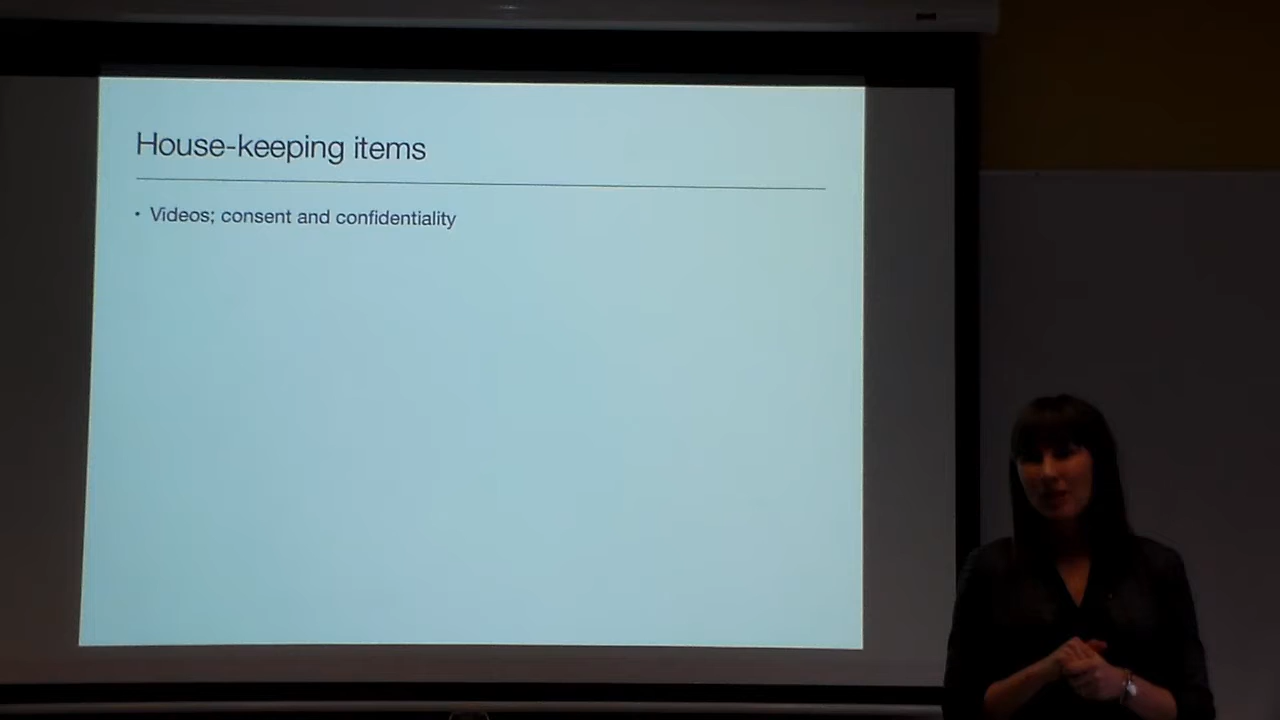 House-keeping items
• Videos; consent and confidentiality